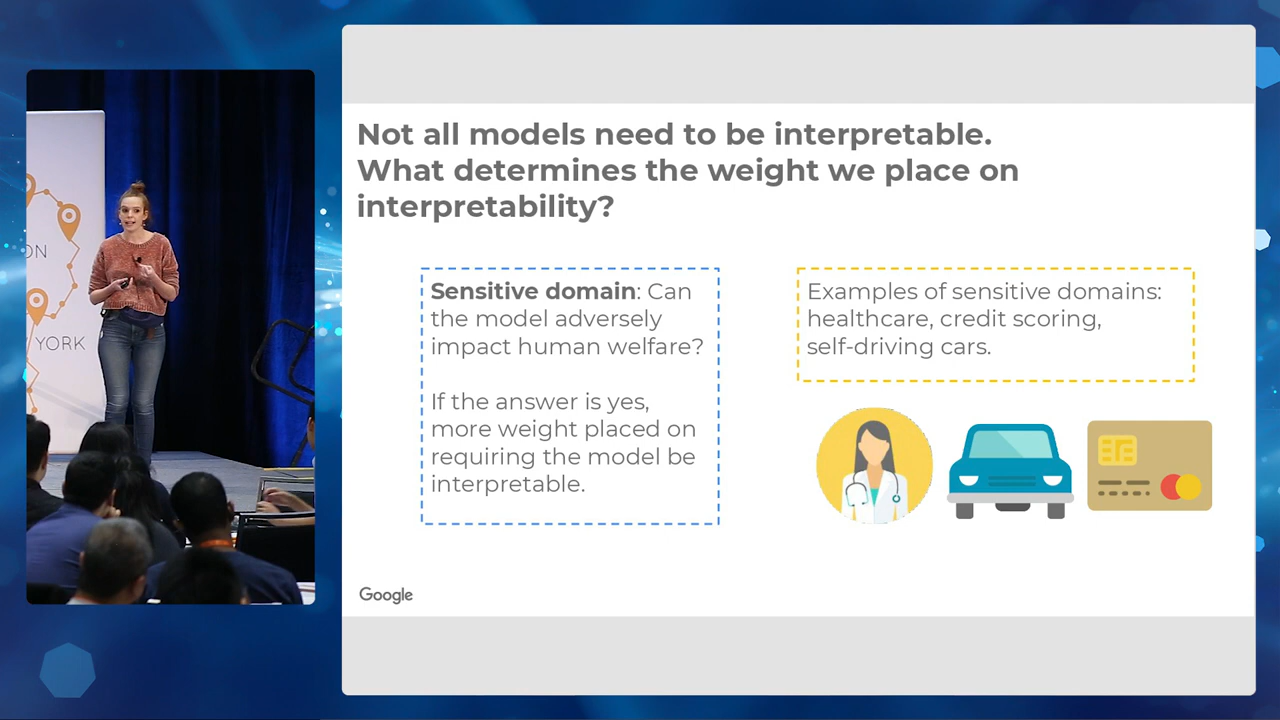 Not all models need to be interpretable.
What determines the weight we place on
interpretability?
Sensitive domain: Can
the model adversely
impact human welfare?
If the answer is yes,
more weight placed on
requiring the model be
interpretable.
Examples of sensitive domains:
healthcare, credit scoring,
self-driving cars.
Google
ON
YORK